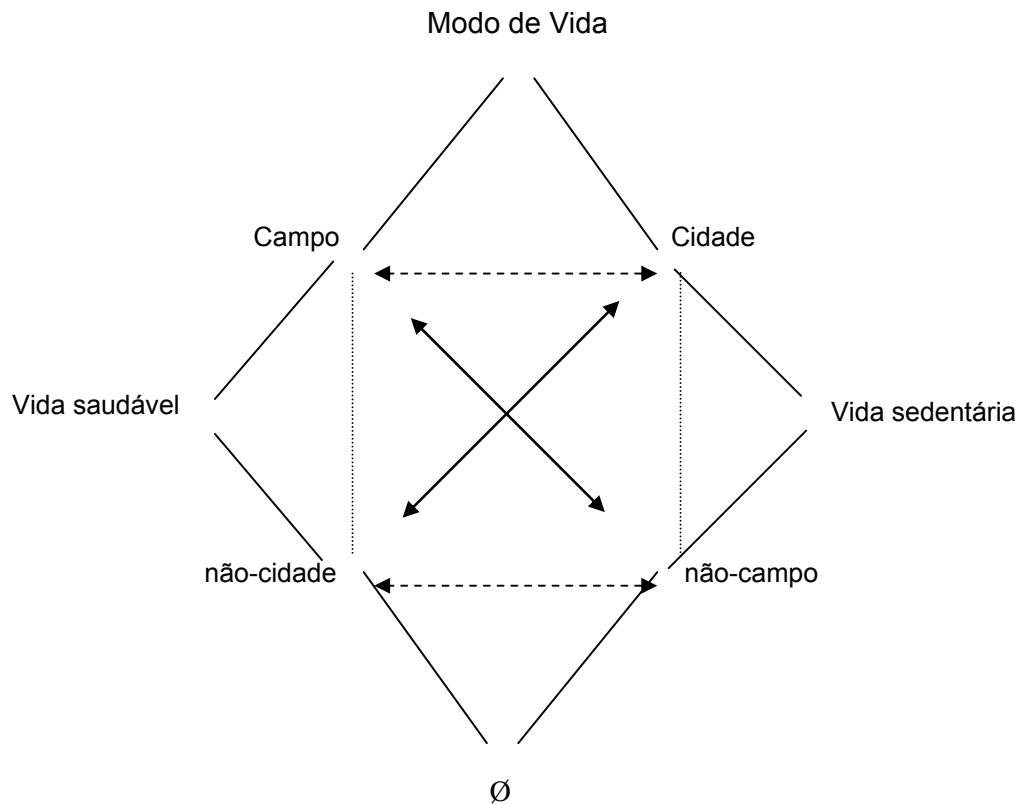 Modo de Vida
Campo
Cidade
Vida saudável
Vida sedentária
não-cidade
não-campo
Ø